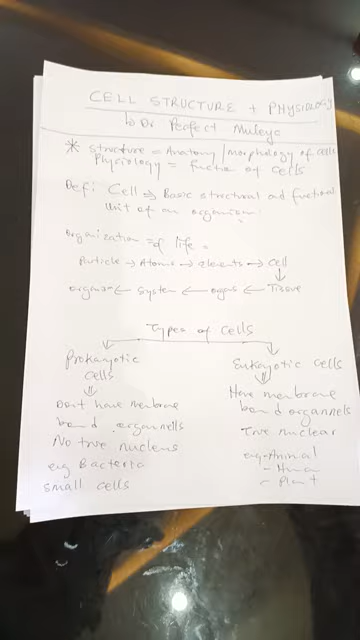 CELL STRUCTURE + PHYSIOLOGY
↳ Dr Perfect Muleye
* Structure = Anatomy / morphology of cells
Physiology = function of cells
Def: Cell → Basic structural and functional
Unit of an organism.
Organization of life =
Particle → Atoms → Elements → Cell
organism ← System ← organs ← Tissue
Types of cells
Prokaryotic
cells
Don't have membrane
bound organells
No true nucleus
eg Bacteria
small cells
Eukaryotic cells
Have membrane
bound organnels
True nuclear
eg - Animal
- Human
- Plant